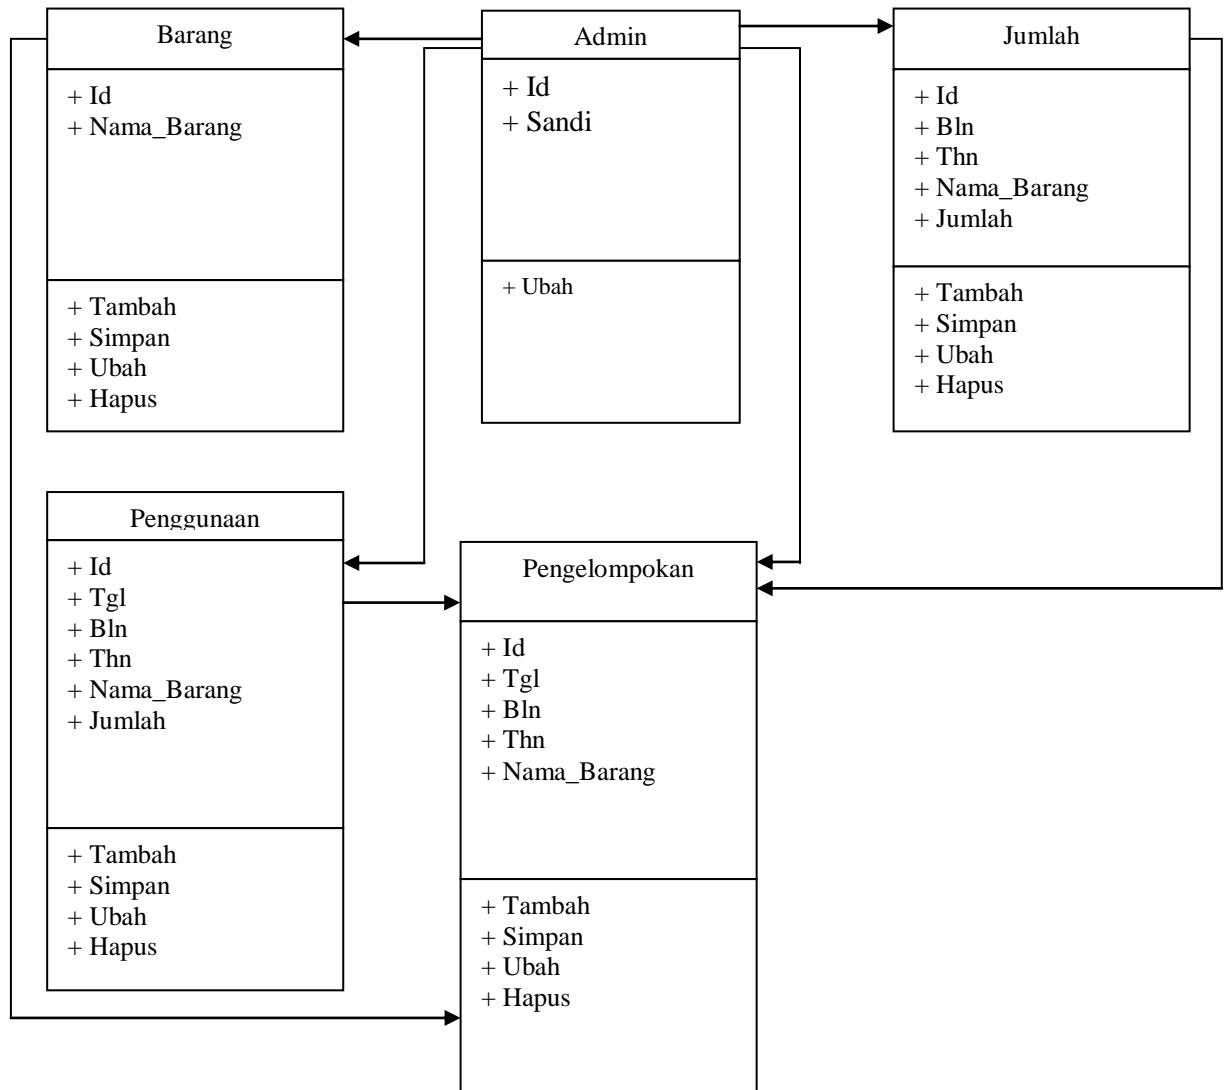 Barang
+ Id
+ Nama_Barang
+ Tambah
+ Simpan
+ Ubah
+ Hapus
Admin
+ Id
+ Sandi
+ Ubah
Jumlah
+ Id
+ Bln
+ Thn
+ Nama_Barang
+ Jumlah
+ Tambah
+ Simpan
+ Ubah
+ Hapus
Penggunaan
+ Id
+ Tgl
+ Bln
+ Thn
+ Nama_Barang
+ Jumlah
+ Tambah
+ Simpan
+ Ubah
+ Hapus
Pengelompokan
+ Id
+ Tgl
+ Bln
+ Thn
+ Nama_Barang
+ Tambah
+ Simpan
+ Ubah
+ Hapus